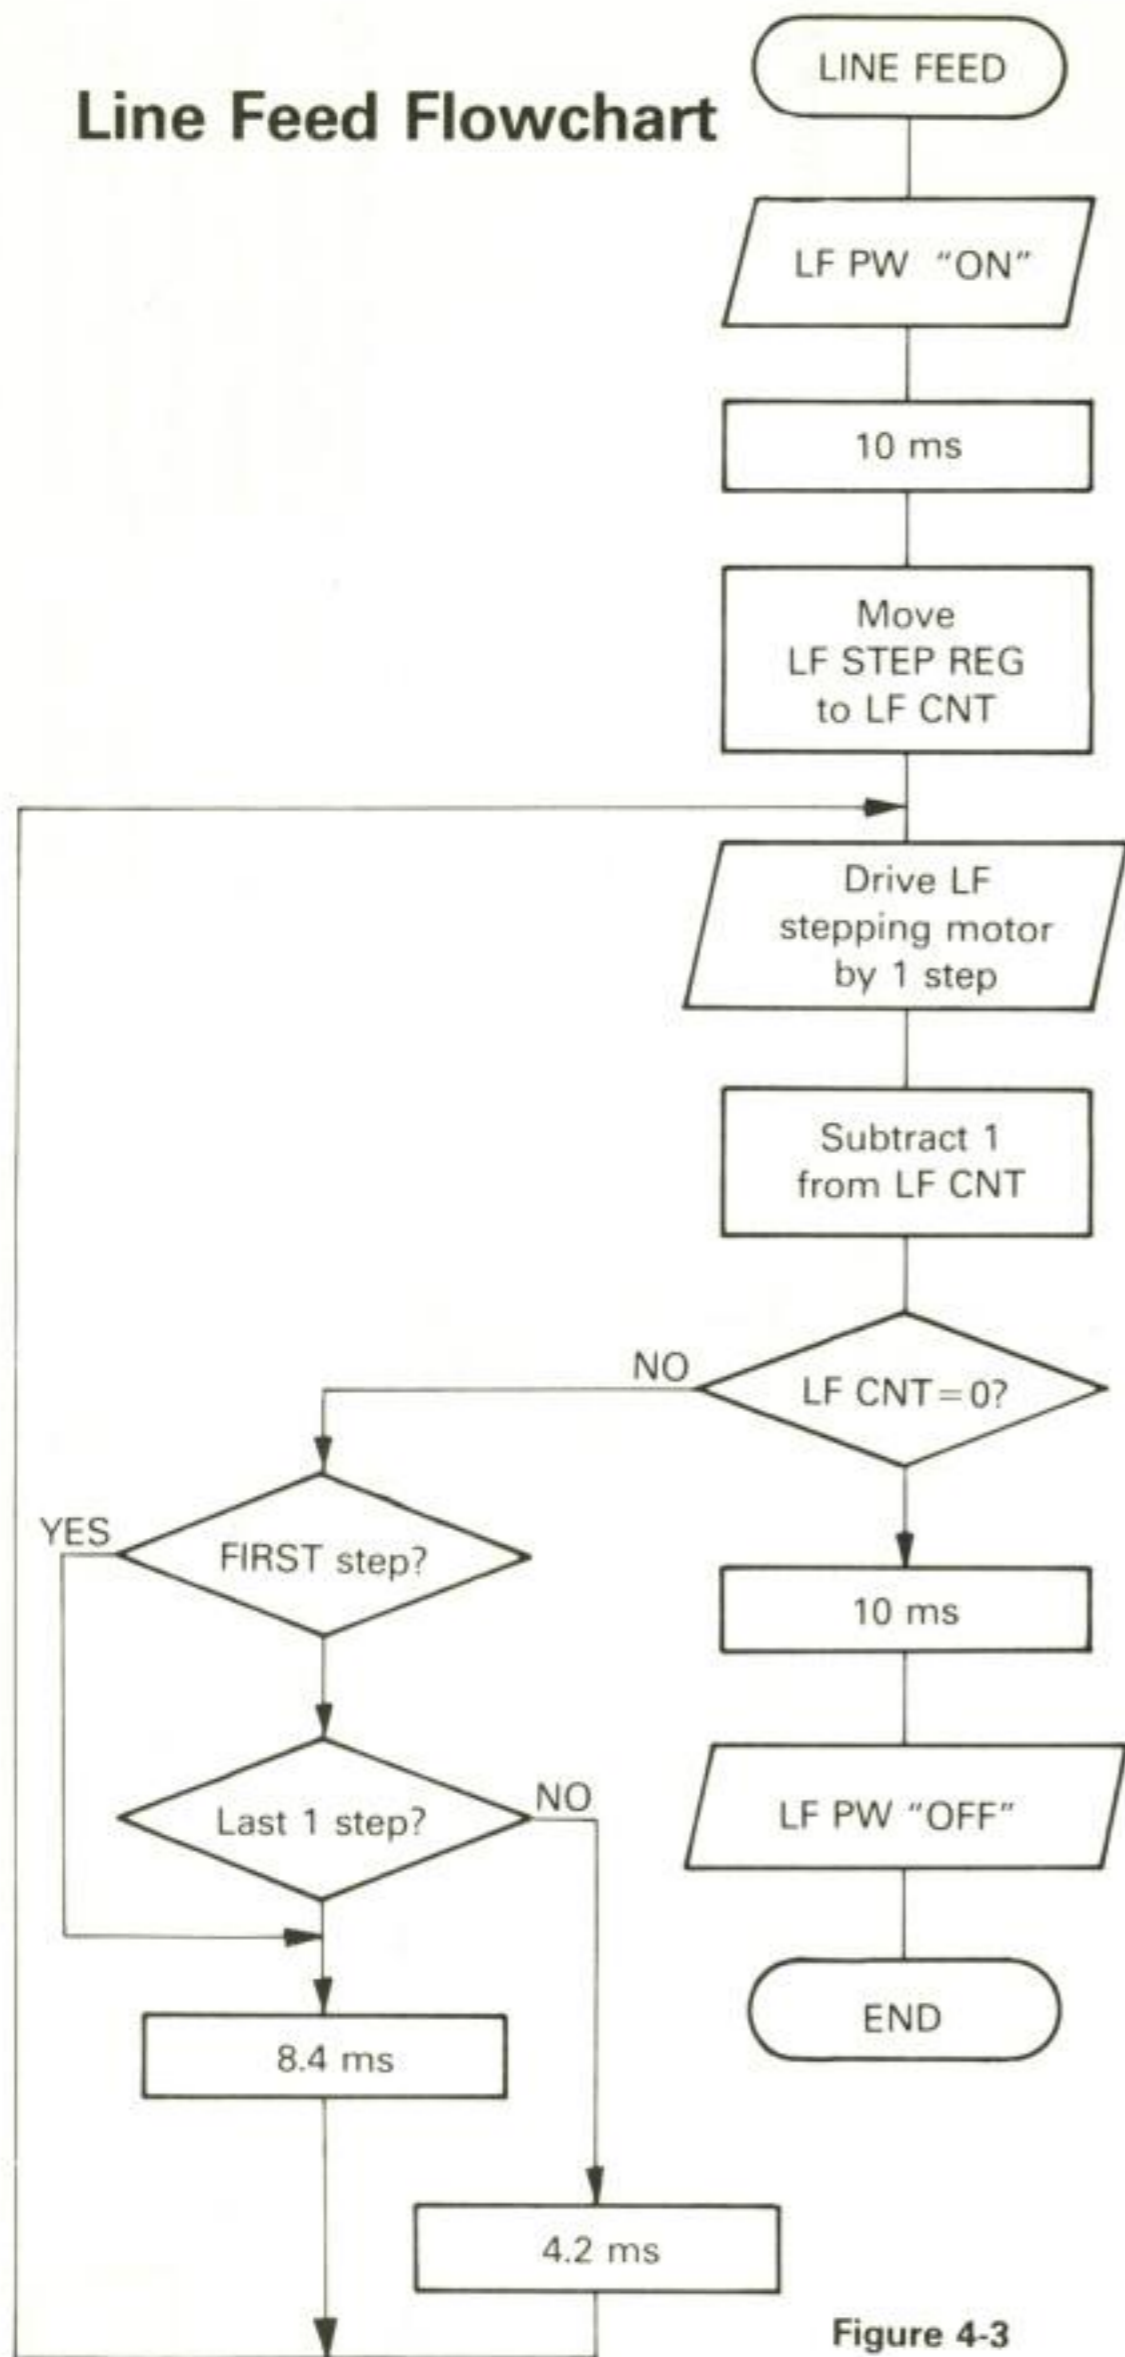 Line Feed Flowchart
LINE FEED
LF PW "ON"
10 ms
Move
LF STEP REG
to LF CNT
Drive LF
stepping motor
by 1 step
Subtract 1
from LF CNT
LF CNT=0?
NO
FIRST step?
YES
10 ms
Last 1 step?
NO
LF PW "OFF"
8.4 ms
END
4.2 ms
Figure 4-3